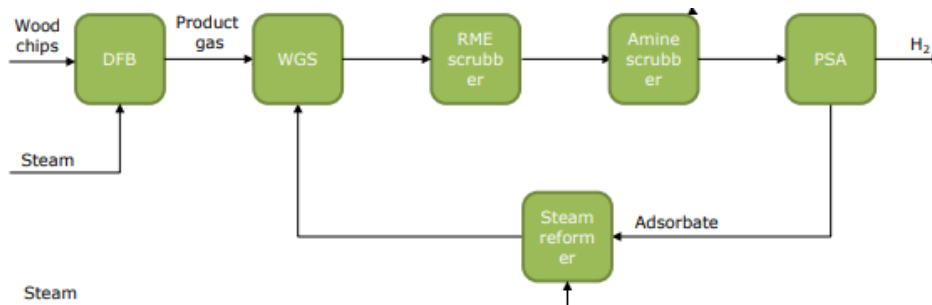 Wood
chips
Product
gas
DFB
WGS
RME
scrubb
er
Amine
scrubb
er
PSA
H2
Steam
Steam
reform
er
Adsorbate
Steam